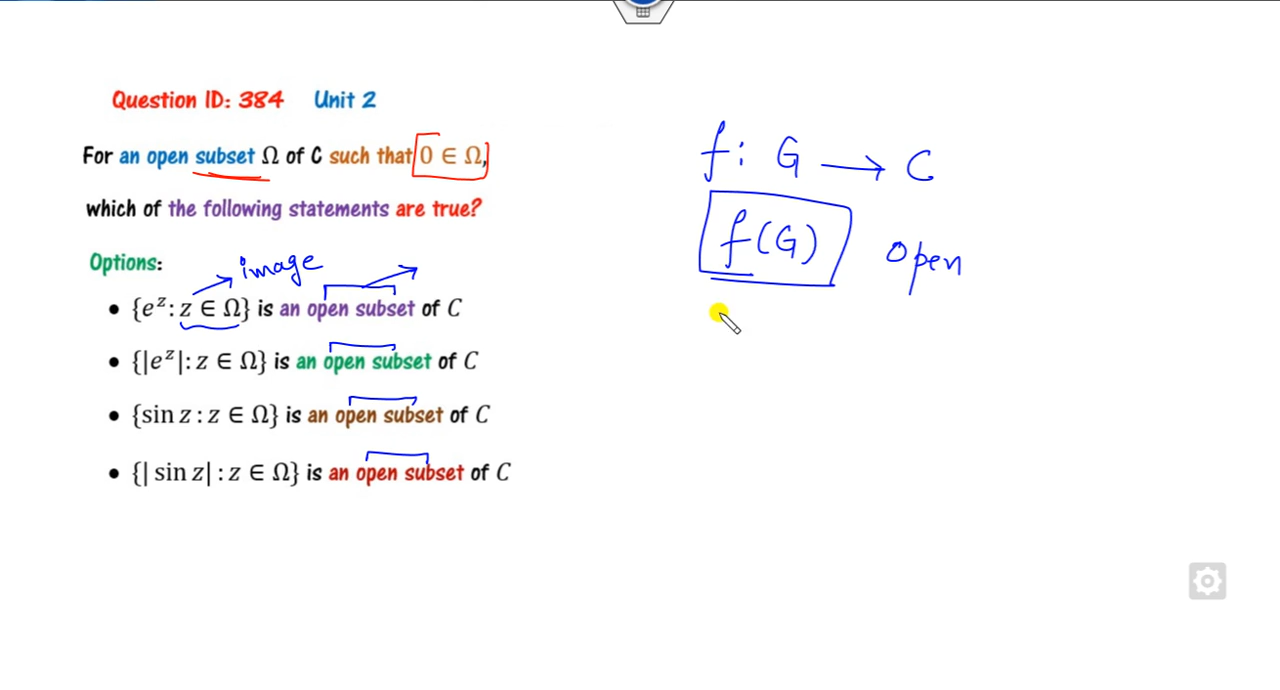 Question ID: 384 Unit 2
For an open subset Ω of C such that 0 ∈ Ω,
which of the following statements are true?
Options:
image
• {e^z: z ∈ Ω} is an open subset of C
• {|e^z|: z ∈ Ω} is an open subset of C
• {sin z : z ∈ Ω} is an open subset of C
• {| sin z| : z ∈ Ω} is an open subset of C
f: G → C
f(G) open